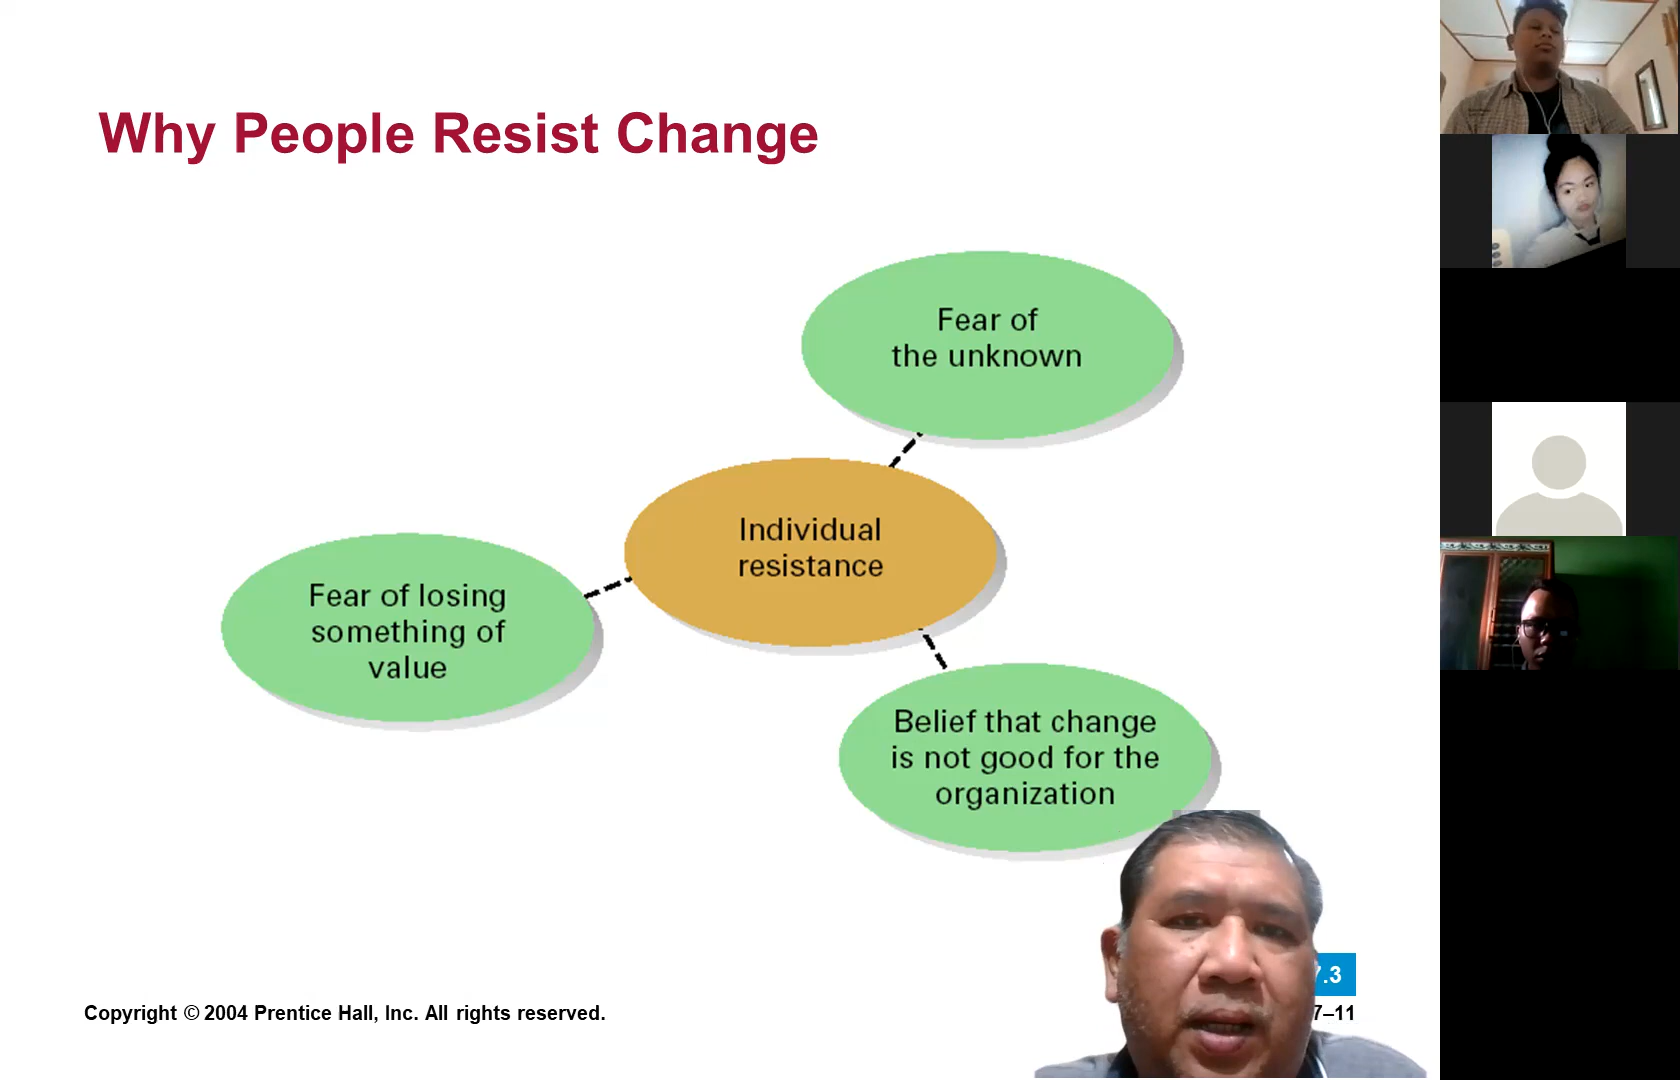 Why People Resist Change
Fear of
the unknown
Individual
resistance
Fear of losing
something of
value
Belief that change
is not good for the
organization
7.3
Copyright © 2004 Prentice Hall, Inc. All rights reserved.
7–11